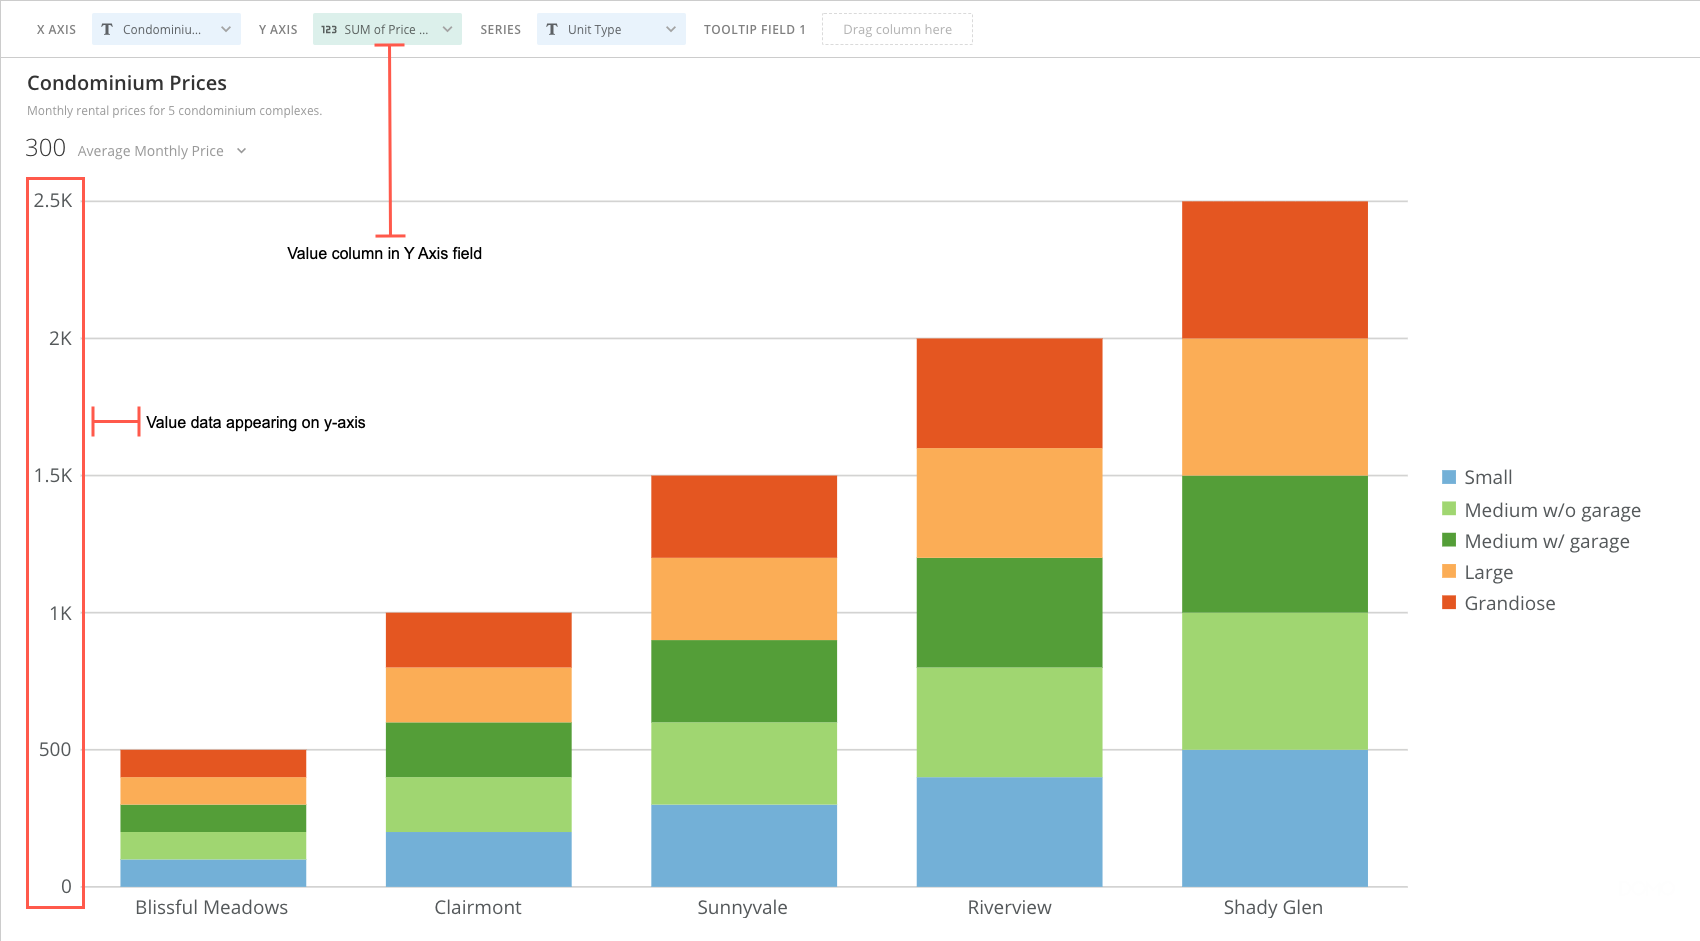 X AXIS T Condominiu... Y AXIS 123 SUM of Price ... SERIES T Unit Type TOOLTIP FIELD 1 Drag column here
Condominium Prices
Monthly rental prices for 5 condominium complexes.
300 Average Monthly Price
2.5K
Value column in Y Axis field
2K
Value data appearing on y-axis
1.5K
1K
500
0
Small
Medium w/o garage
Medium w/ garage
Large
Grandiose
Blissful Meadows Clairmont Sunnyvale Riverview Shady Glen